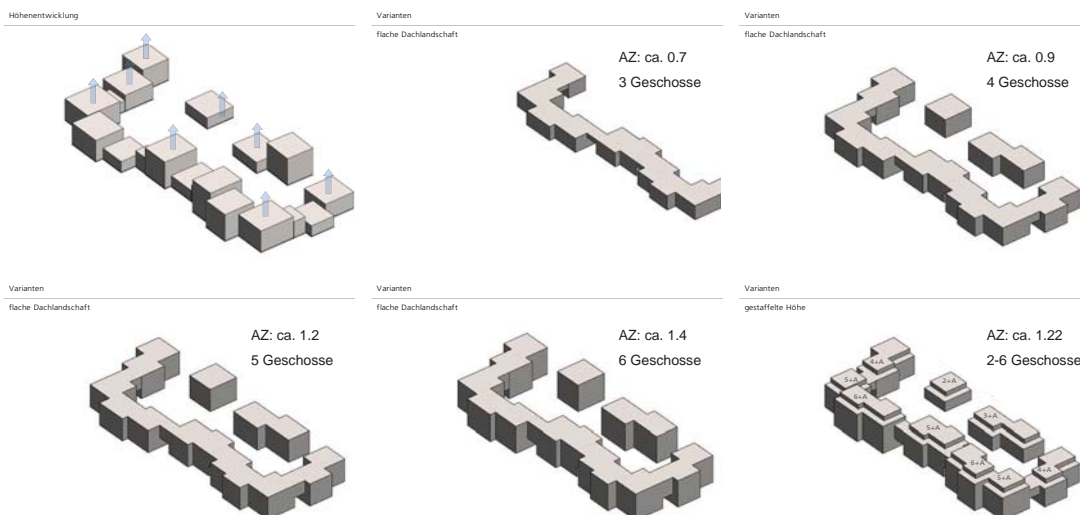 Höhenentwicklung
Varianten
flache Dachlandschaft
AZ: ca. 0.7
3 Geschosse
Varianten
flache Dachlandschaft
AZ: ca. 0.9
4 Geschosse
Varianten
flache Dachlandschaft
AZ: ca. 1.2
5 Geschosse
Varianten
flache Dachlandschaft
AZ: ca. 1.4
6 Geschosse
Varianten
gestaffelte Höhe
AZ: ca. 1.22
2-6 Geschosse
4+A
5+A
2+A
6+A
3+A
5+A
6+A
4+A
5+A